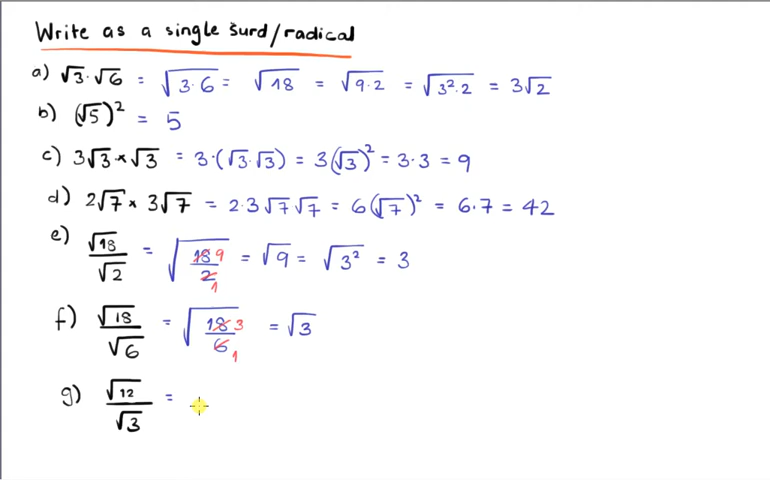 Write as a single surd/radical
a) √3·√6 = √3·6 = √18 = √9·2 = √3²·2 = 3√2
b) (√5)² = 5
c) 3√3 × √3 = 3·(√3·√3) = 3(√3)² = 3·3 = 9
d) 2√7 × 3√7 = 2·3√7√7 = 6(√7)² = 6·7 = 42
e) √18/√2 = √(18 9/2 1) = √9 = √3² = 3
f) √18/√6 = √(18 3/6 1) = √3
g) √12/√3 =